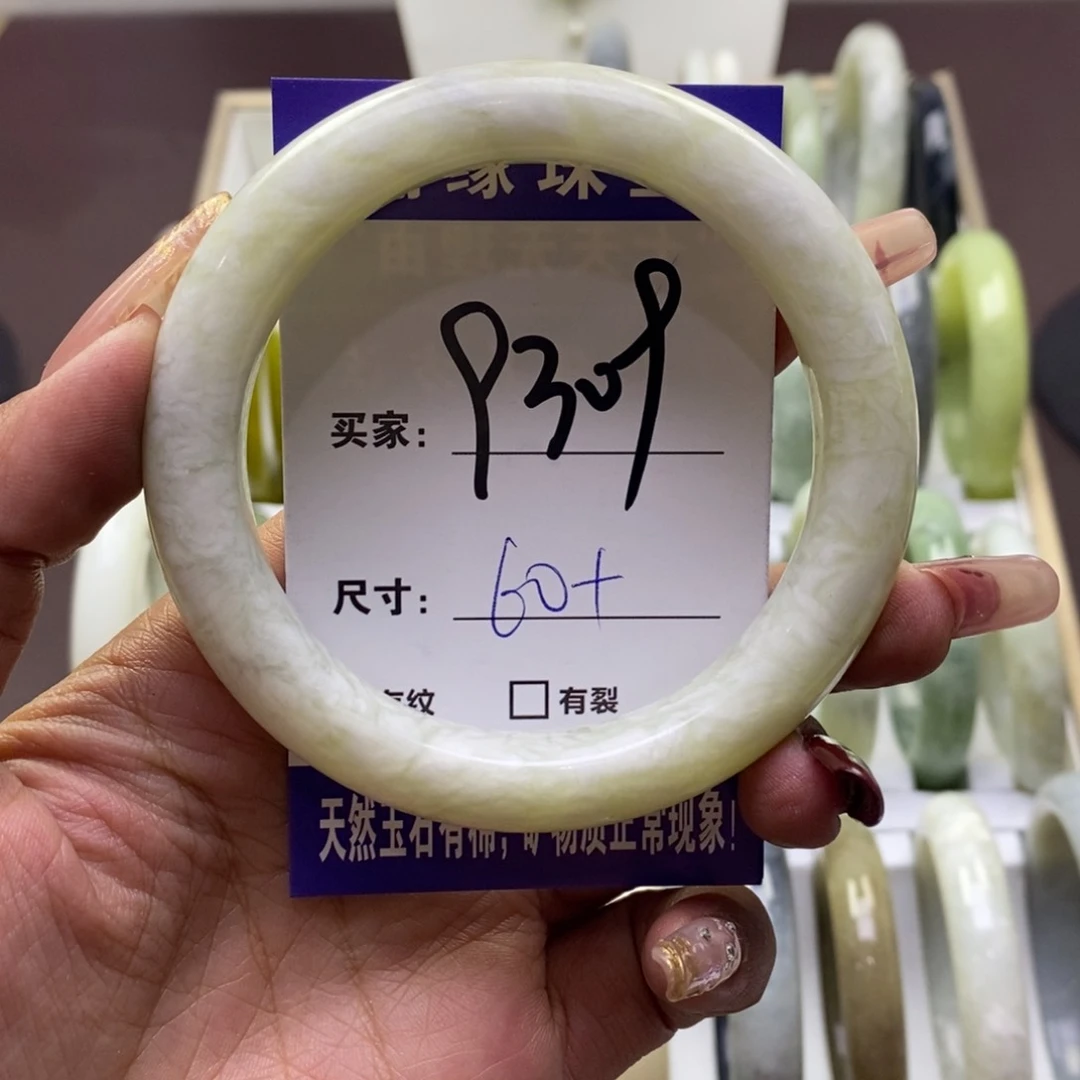 缘珠宝
买家: P309
尺寸: 60+
有纹 □有裂
天然玉石有棉,矿物质正常现象!